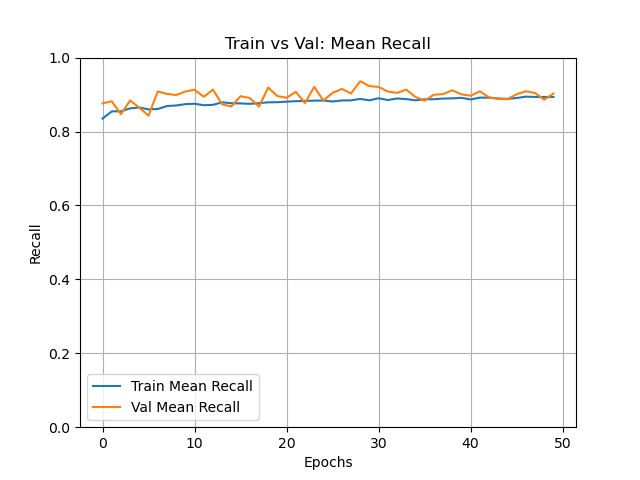 Train vs Val: Mean Recall
1.0
0.8
0.6
0.4
0.2
0.0
Recall
Train Mean Recall
Val Mean Recall
0 10 20 30 40 50
Epochs